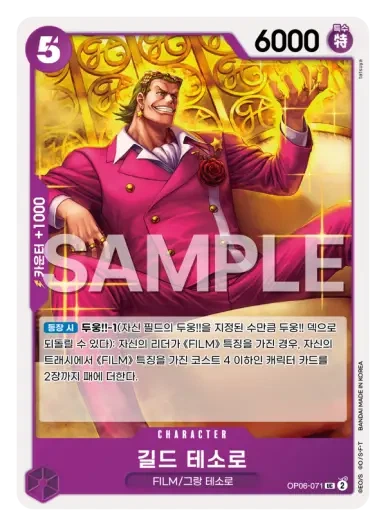 5
6000
특수
特
tatsuya
카운터 +1000
SAMPLE
등장 시 두웅!!-1(자신 필드의 두웅!!을 지정된 수만큼 두웅!! 덱으로
되돌릴 수 있다): 자신의 리더가 《FILM》 특징을 가진 경우, 자신의
트래시에서 《FILM》 특징을 가진 코스트 4 이하인 캐릭터 카드를
2장까지 패에 더한다.
CHARACTER
길드 테소로
FILM/그랑 테소로
OP06-071 UC 2
©E.O/S ©O/S·F·T BANDAI MADE IN KOREA